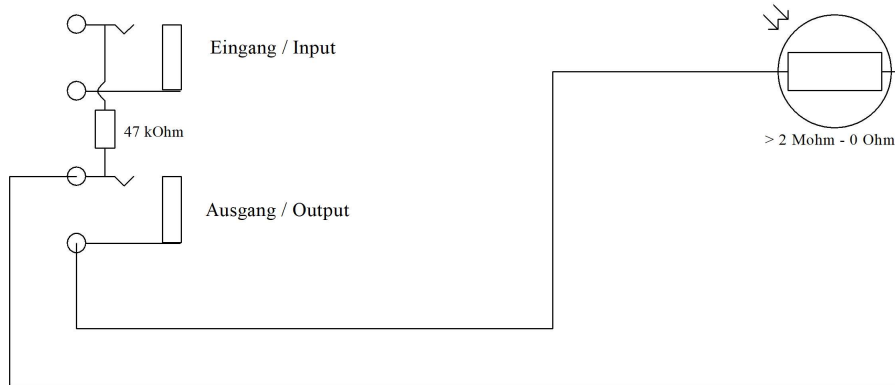 Eingang / Input
47 kOhm
> 2 Mohm - 0 Ohm
Ausgang / Output